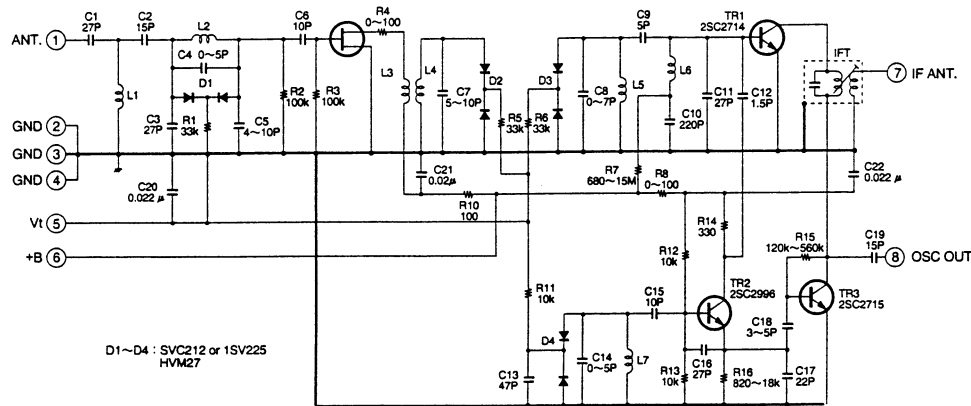 ANT. 1
C1
27P
C2
15P
L2
C4 0~5P
D1
C6
10P
R4
0~100
L1
C3
27P
R1
33k
C5
4~10P
R2
100k
R3
100k
L3
L4
C7
5~10P
D2
R5
33k
R6
33k
D3
C8
0~7P
L5
C9
5P
L6
C10
220P
C11
27P
C12
1.5P
TR1
2SC2714
IFT
7 IF ANT.
GND 2
GND 3
GND 4
C20
0.022μ
C21
0.02μ
R10
100
R7
680~15M
R8
0~100
C22
0.022 μ
Vt 5
+B 6
R11
10k
R12
10k
R14
330
R15
120k~560k
C19
15P
8 OSC OUT
D4
C13
47P
C14
0~5P
L7
C15
10P
TR2
2SC2996
TR3
2SC2715
C18
3~5P
R13
10k
C16
27P
R16
820~18k
C17
22P
D1~D4 : SVC212 or 1SV225
HVM27